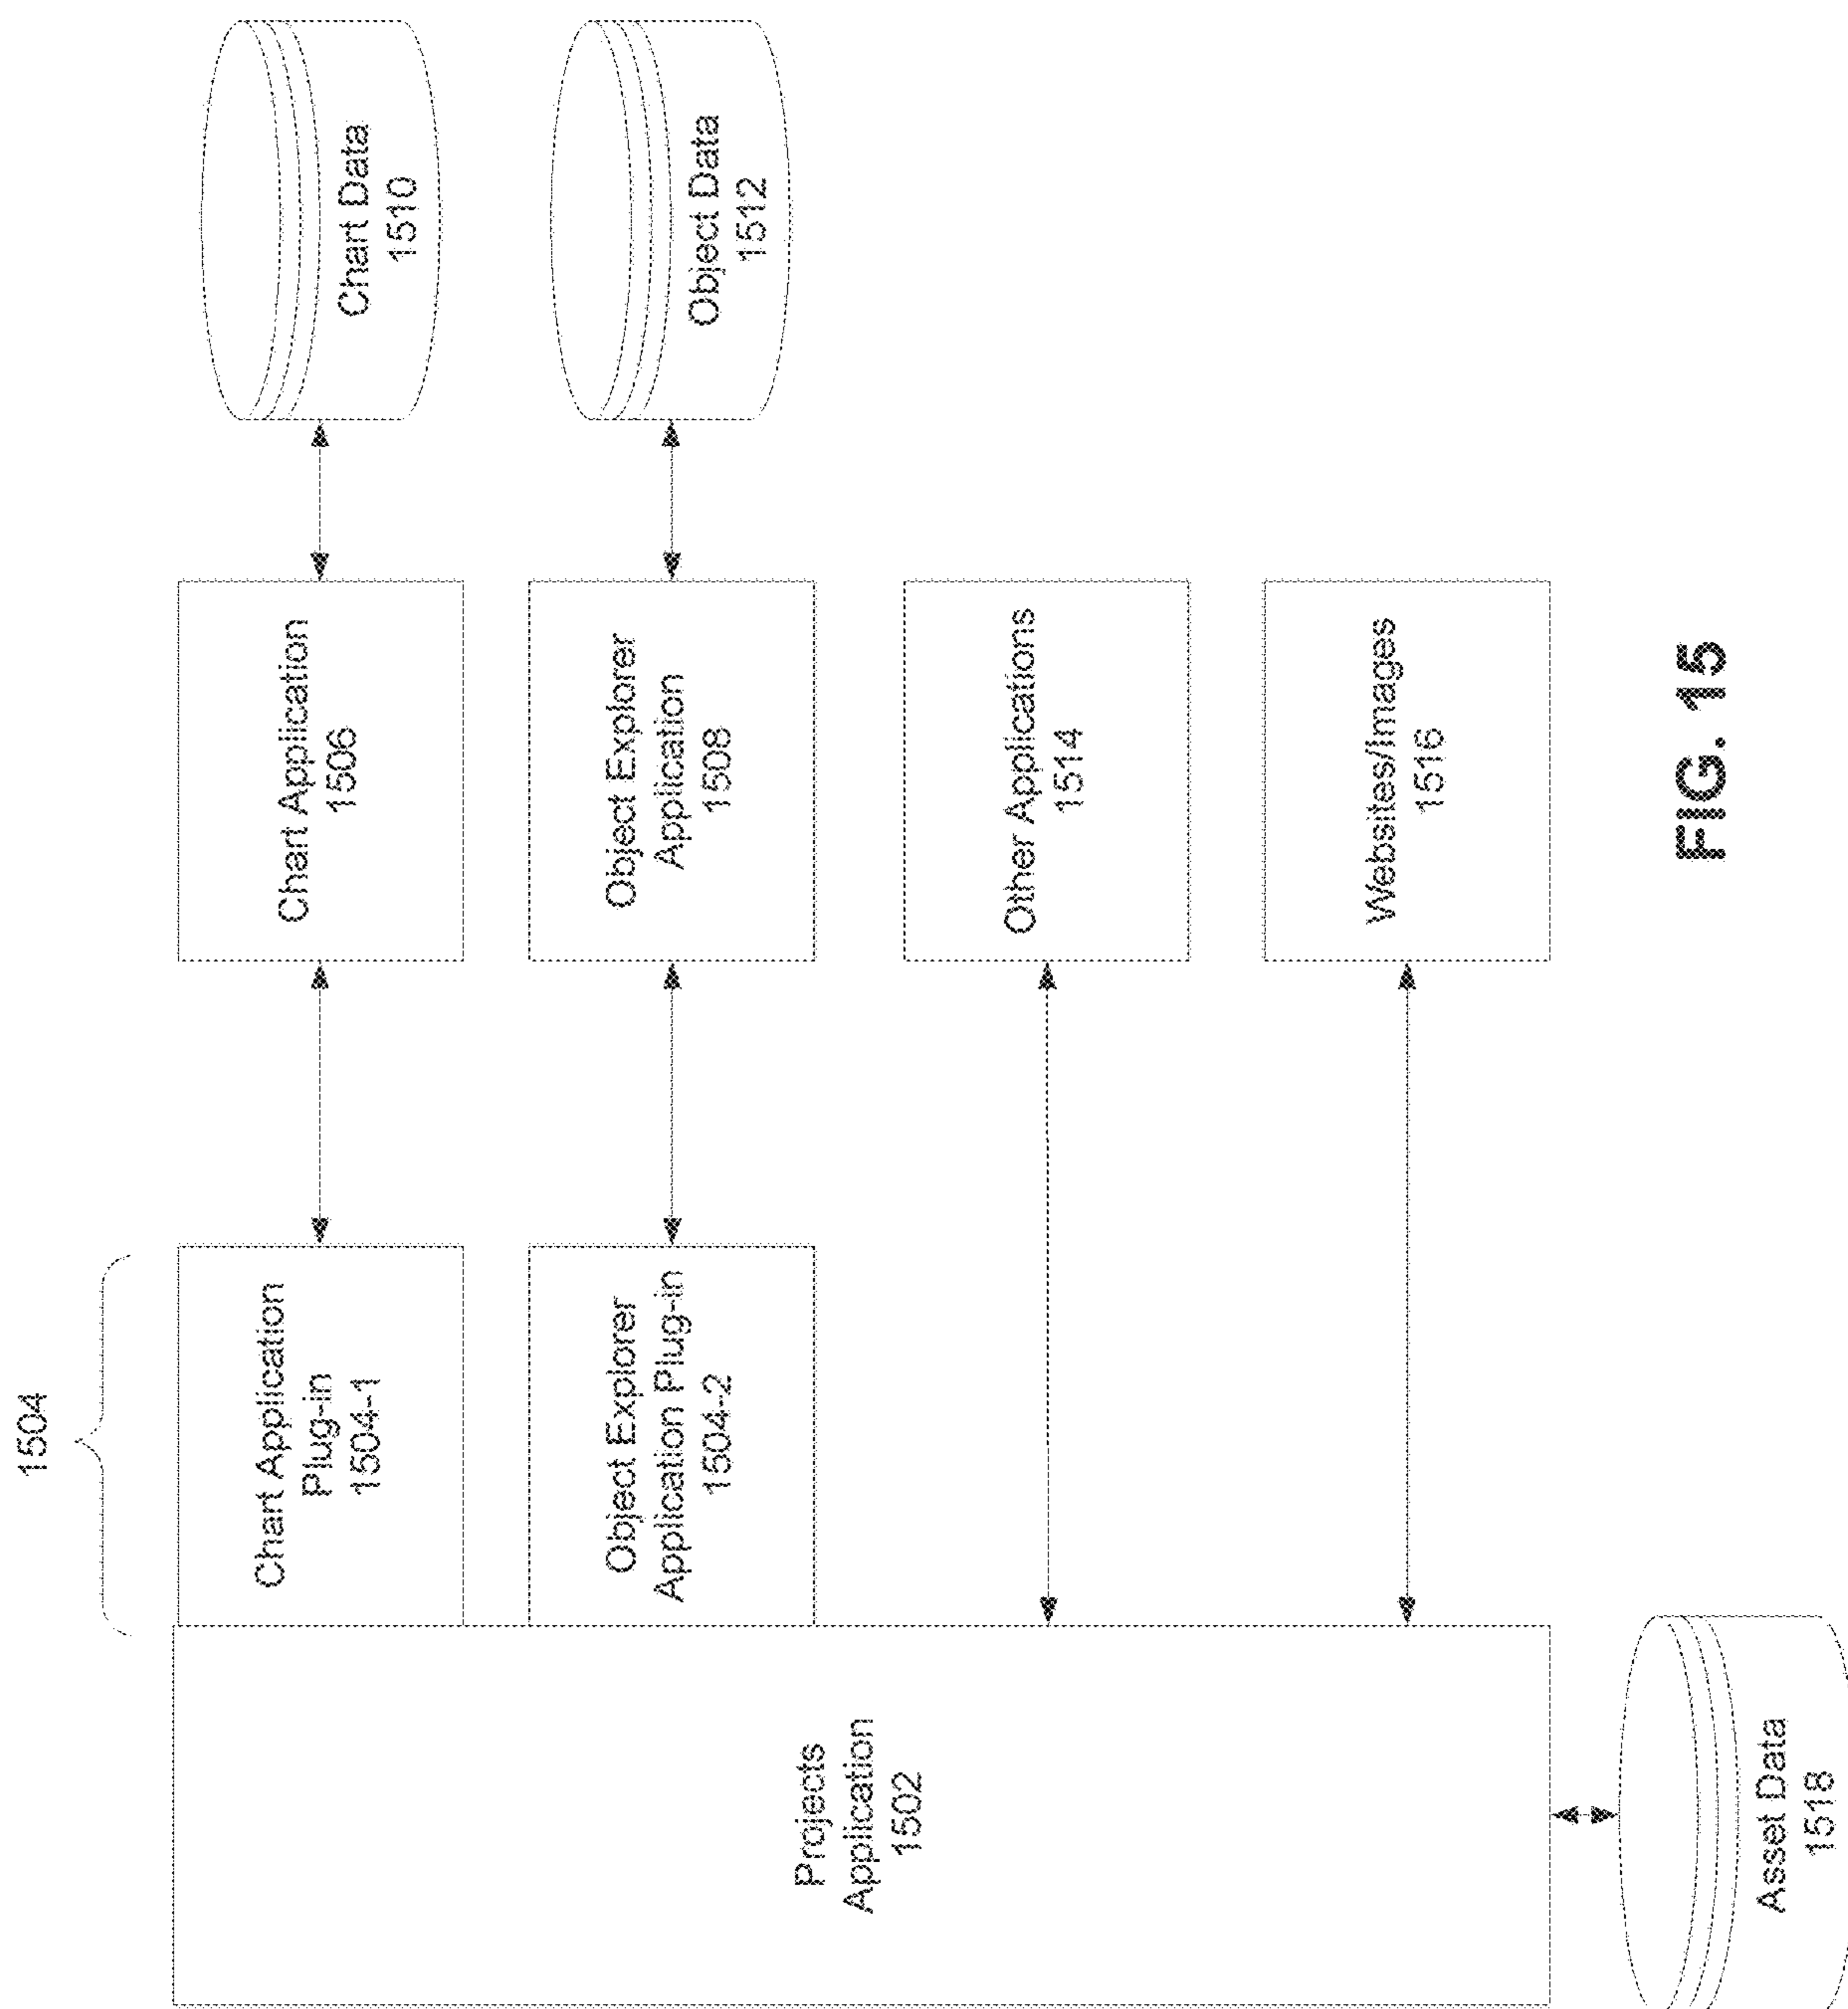 1504
Chart Application
Plug-in
1504-1
Chart Application
1506
Chart Data
1510
Object Explorer
Application Plug-in
1504-2
Object Explorer
Application
1508
Object Data
1512
Projects
Application
1502
Other Applications
1514
Websites/Images
1516
Asset Data
1518
FIG. 15